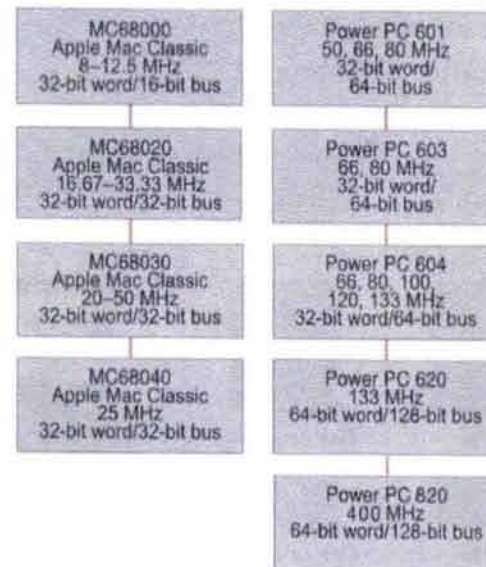 MC68000
Apple Mac Classic
8–12.5 MHz
32-bit word/16-bit bus
MC68020
Apple Mac Classic
16.67–33.33 MHz
32-bit word/32-bit bus
MC68030
Apple Mac Classic
20–50 MHz
32-bit word/32-bit bus
MC68040
Apple Mac Classic
25 MHz
32-bit word/32-bit bus
Power PC 601
50, 66, 80 MHz
32-bit word/
64-bit bus
Power PC 603
66, 80 MHz
32-bit word/
64-bit bus
Power PC 604
66, 80, 100,
120, 133 MHz
32-bit word/64-bit bus
Power PC 620
133 MHz
64-bit word/128-bit bus
Power PC 820
400 MHz
64-bit word/128-bit bus